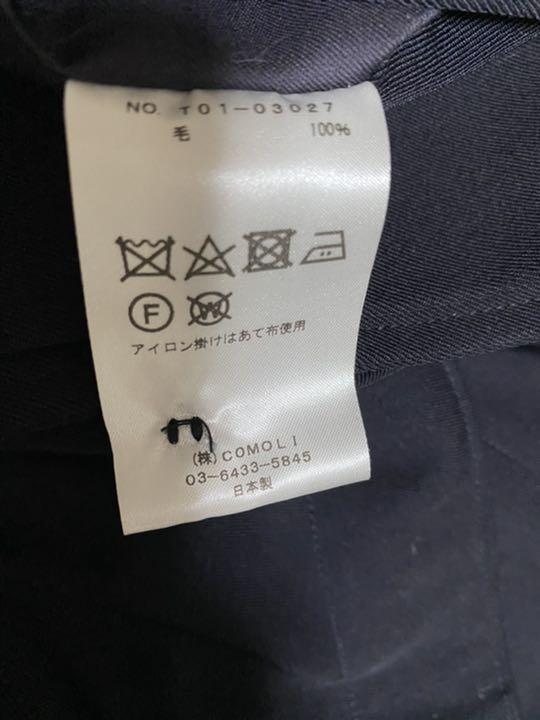 NO. T01-03027
毛 100%
F
W
アイロン掛けはあて布使用
(株) COMOLI
03-6433-5845
日本製